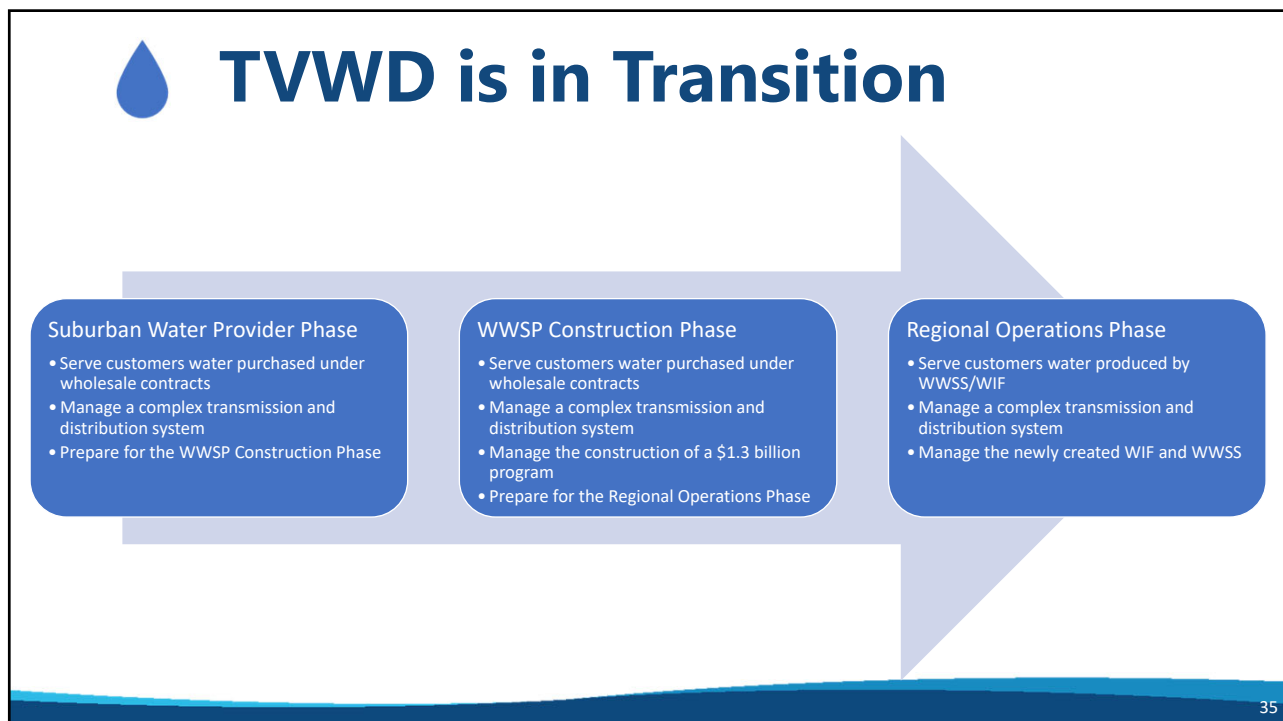 TVWD is in Transition
Suburban Water Provider Phase
• Serve customers water purchased under
wholesale contracts
• Manage a complex transmission and
distribution system
• Prepare for the WWSP Construction Phase
WWSP Construction Phase
• Serve customers water purchased under
wholesale contracts
• Manage a complex transmission and
distribution system
• Manage the construction of a $1.3 billion
program
• Prepare for the Regional Operations Phase
Regional Operations Phase
• Serve customers water produced by
WWSS/WIF
• Manage a complex transmission and
distribution system
• Manage the newly created WIF and WWSS
35